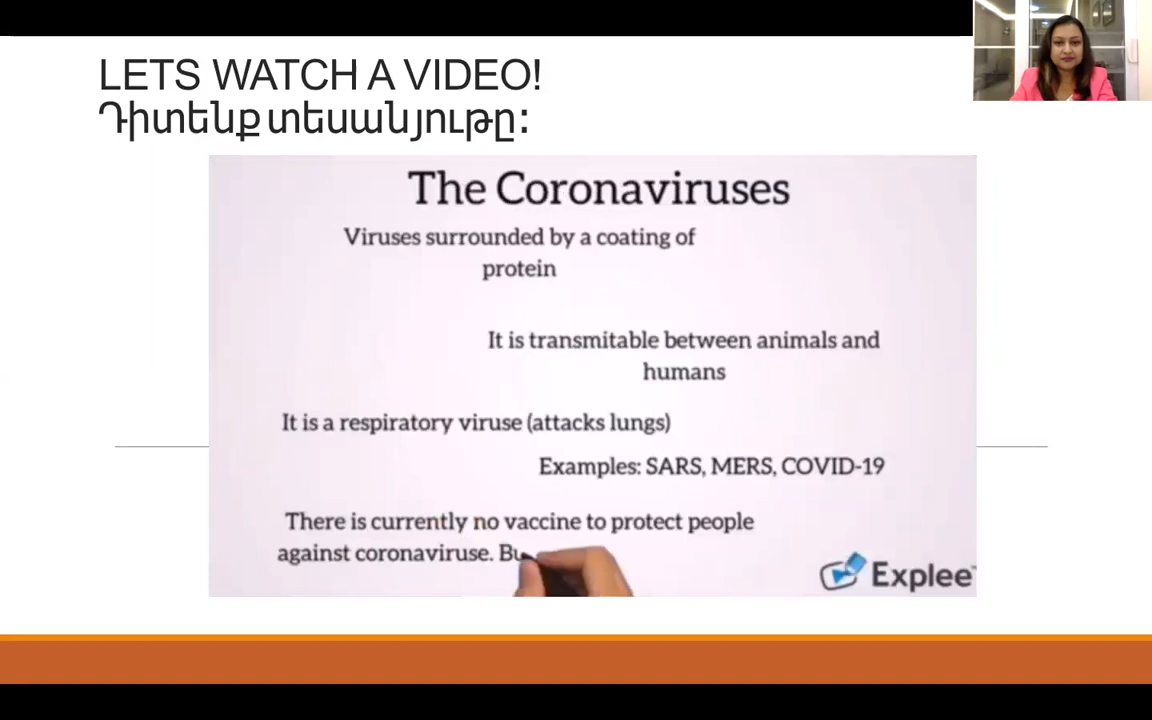 LETS WATCH A VIDEO!
Դիտենք տեսանյութը:
The Coronaviruses
Viruses surrounded by a coating of
protein
It is transmitable between animals and
humans
It is a respiratory viruse (attacks lungs)
Examples: SARS, MERS, COVID-19
There is currently no vaccine to protect people
against coronaviruse. Bu
Explee